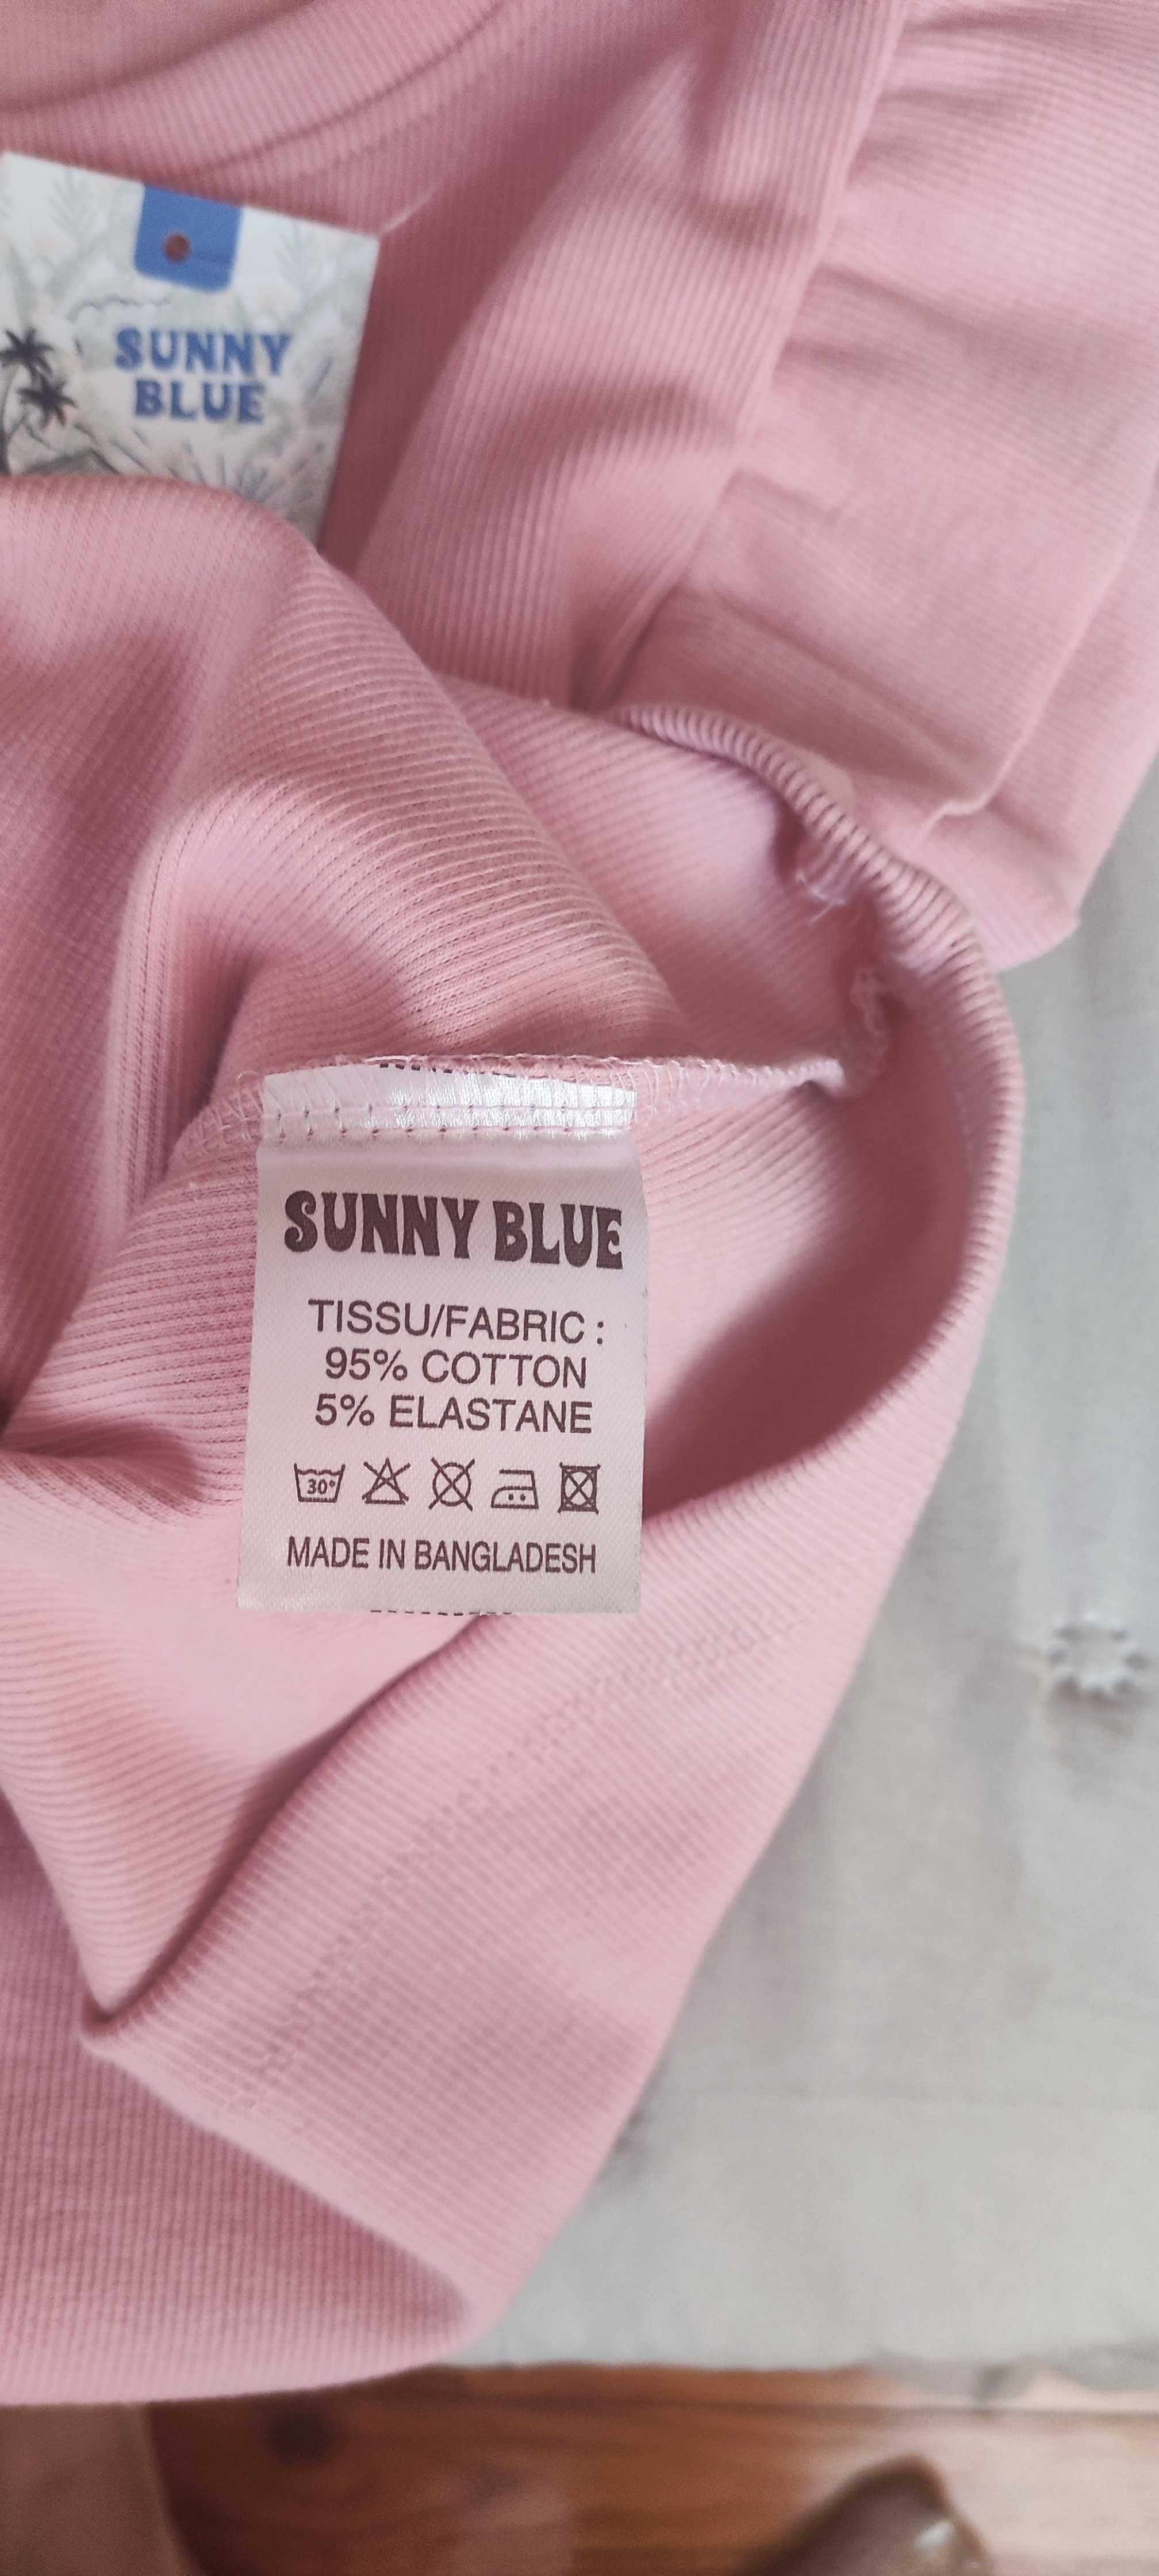 SUNNY
BLUE
SUNNY BLUE
TISSU/FABRIC :
95% COTTON
5% ELASTANE
30°
MADE IN BANGLADESH